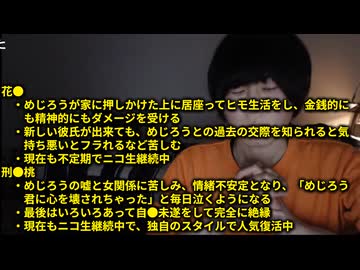 花●
・めじろうが家に押しかけた上に居座ってヒモ生活をし、金銭的に
も精神的にもダメージを受ける
・新しい彼氏が出来ても、めじろうとの過去の交際を知られると気
持ち悪いとフラれるなど苦しむ
・現在も不定期でニコ生継続中
刑●桃
・めじろうの嘘と女関係に苦しみ、情緒不安定となり、「めじろう
君に心を壊されちゃった」と毎日泣くようになる
・最後はいろいろあって自●未遂をして完全に絶縁
・現在もニコ生継続中で、独自のスタイルで人気復活中